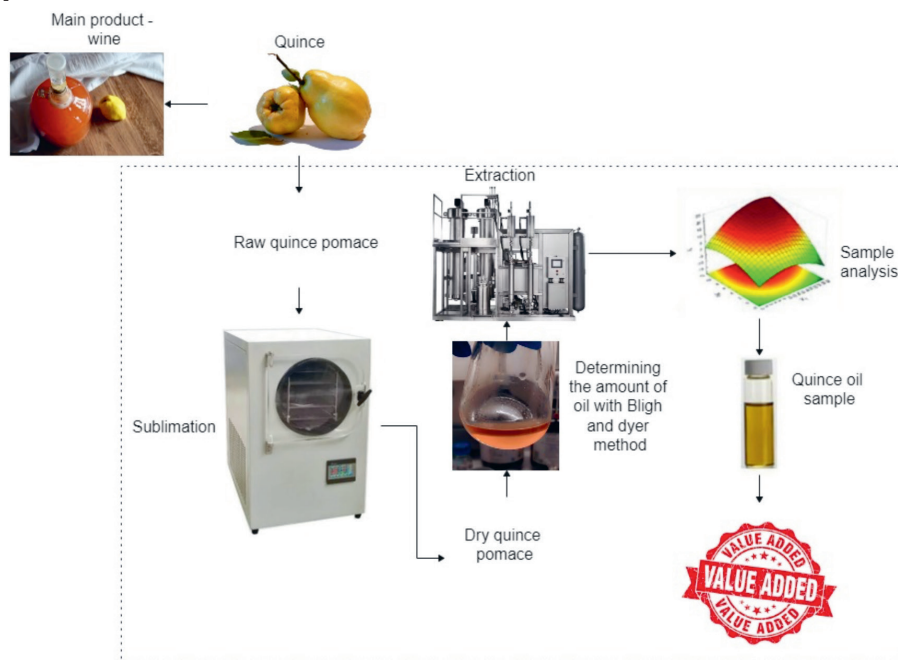 Main product -
wine
Quince
Extraction
Raw quince pomace
Sample
analysis
Sublimation
Determining
the amount of
oil with Bligh
and dyer
method
Quince oil
sample
Dry quince
pomace
VALUE ADDED
VALUE ADDED
VALUE ADDED